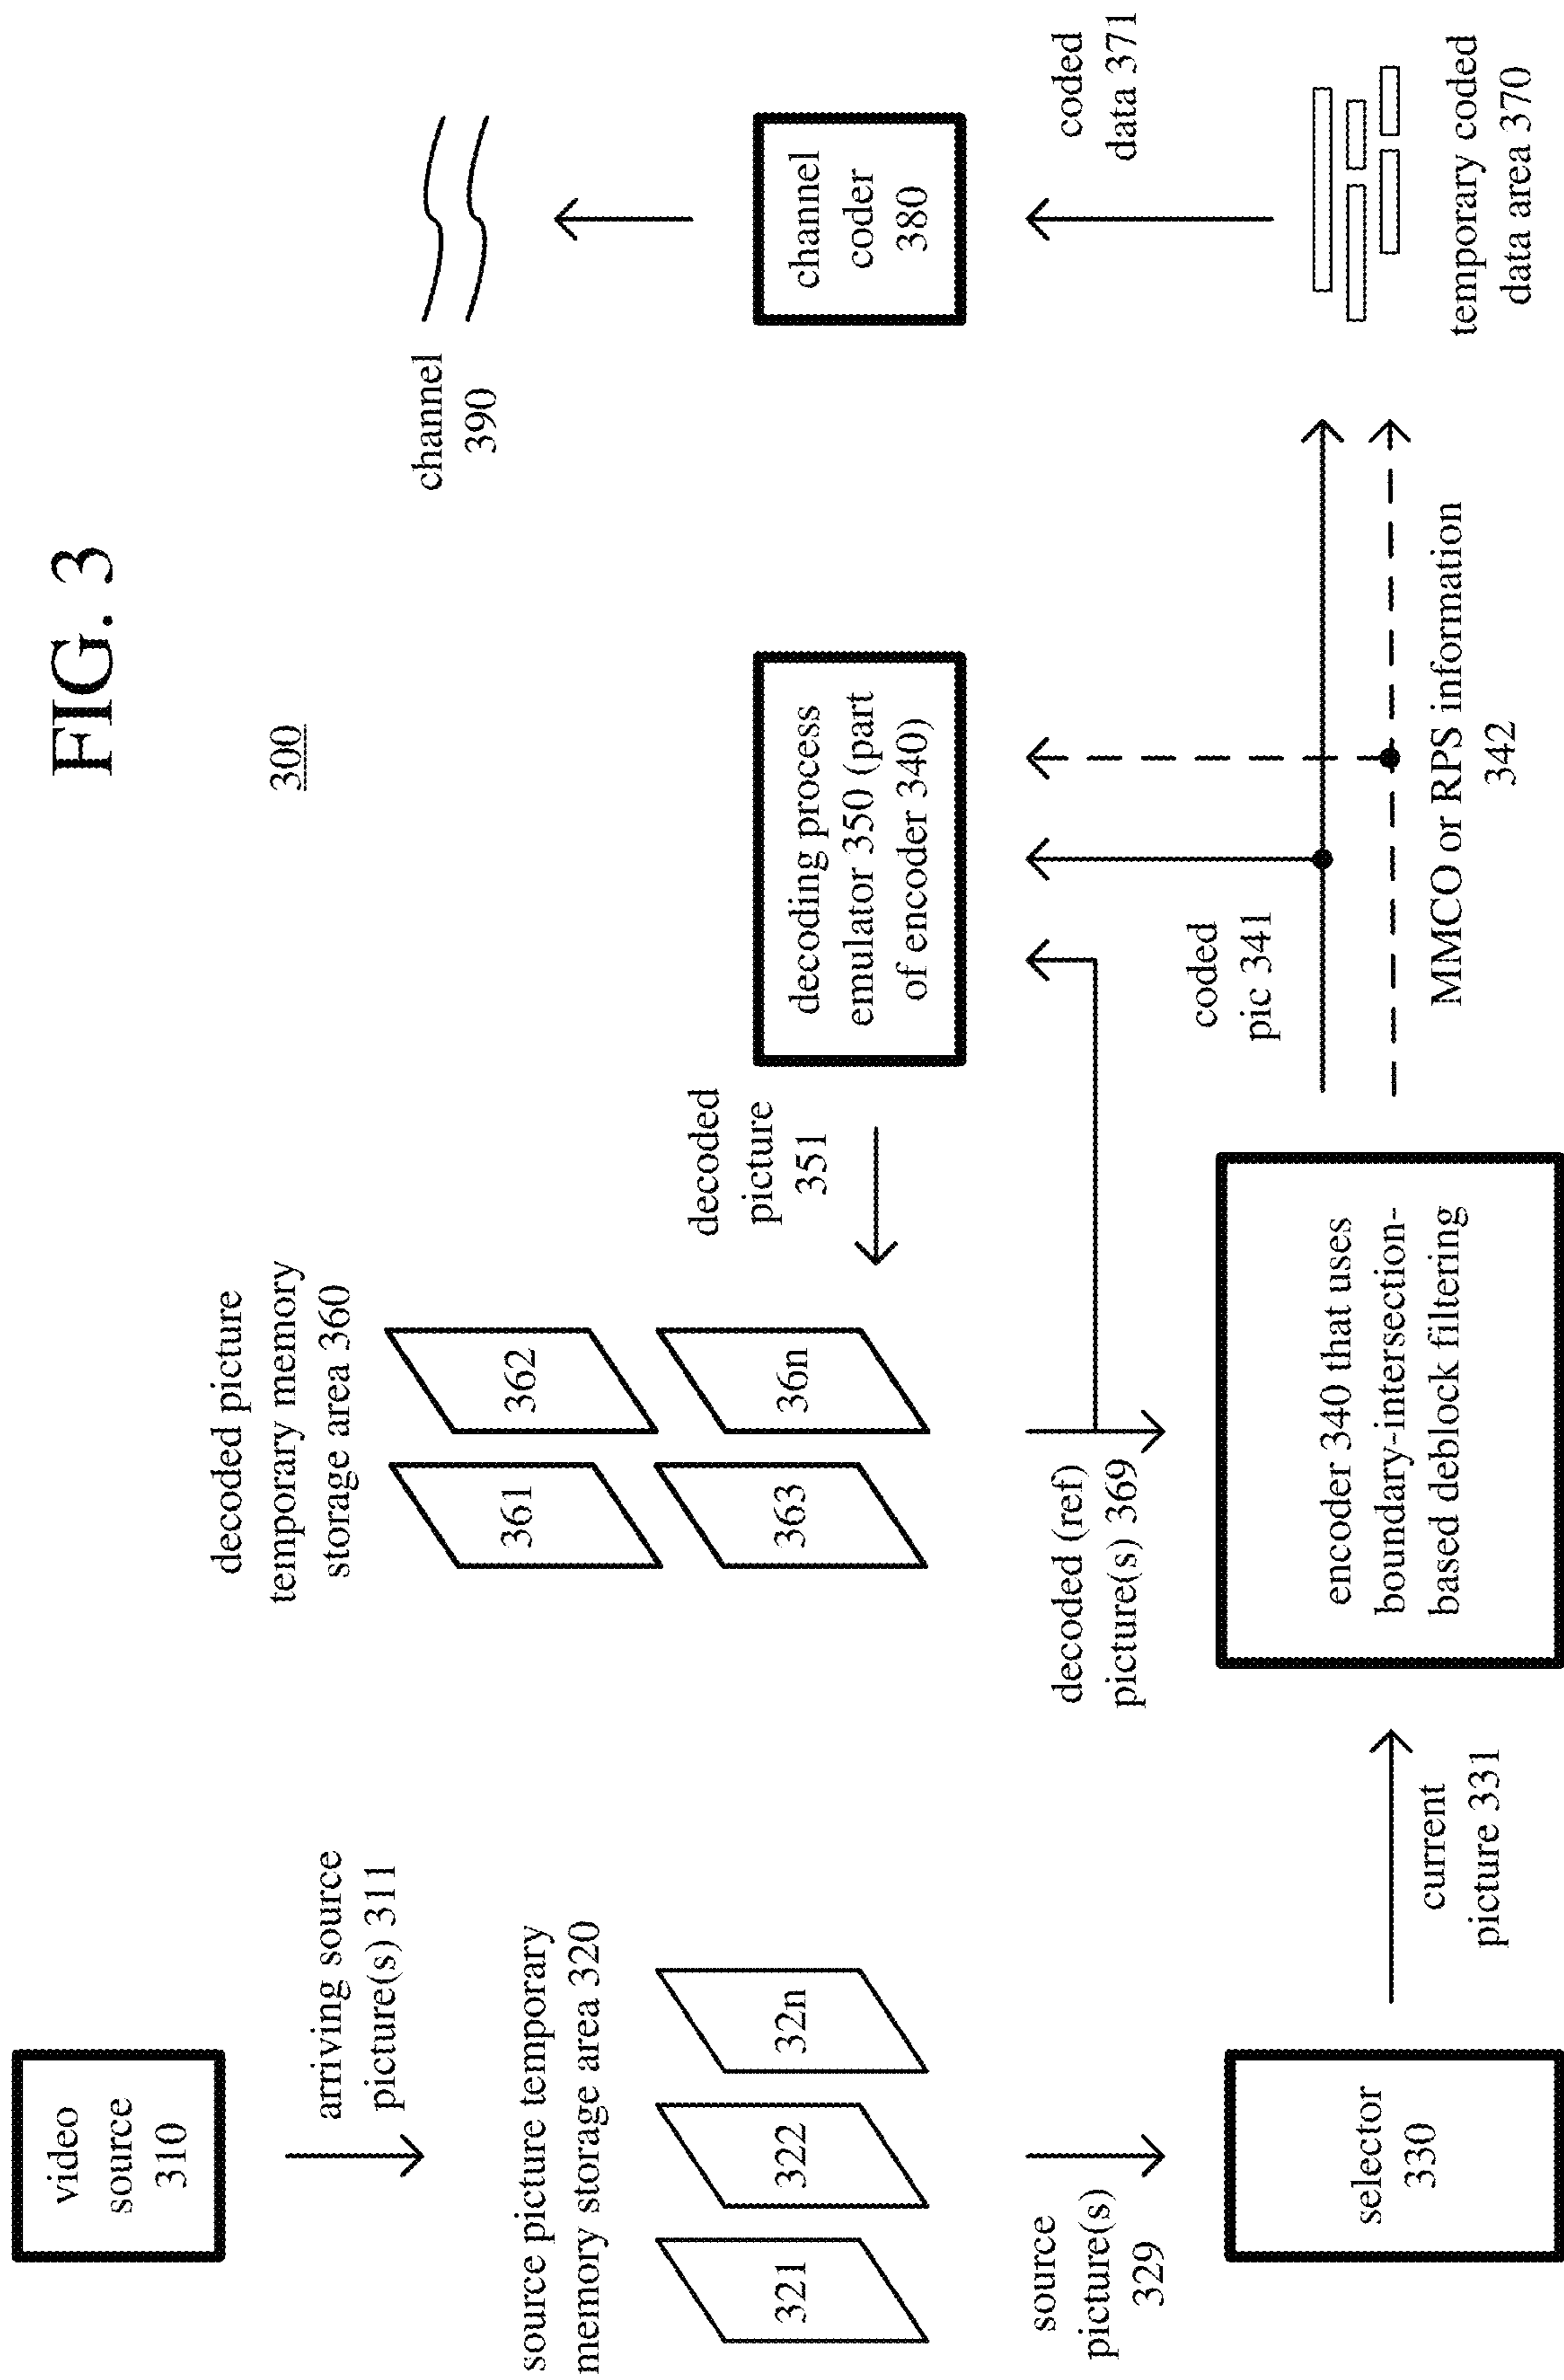 FIG. 3
300
video
source
310
arriving source
picture(s) 311
source picture temporary
memory storage area 320
321
322
32n
source
picture(s)
329
selector
330
current
picture 331
decoded picture
temporary memory
storage area 360
361
362
363
36n
decoded (ref)
picture(s) 369
encoder 340 that uses
boundary-intersection-
based deblock filtering
decoded
picture
351
decoding process
emulator 350 (part
of encoder 340)
coded
pic 341
MMCO or RPS information
342
channel
390
channel
coder
380
coded
data 371
temporary coded
data area 370